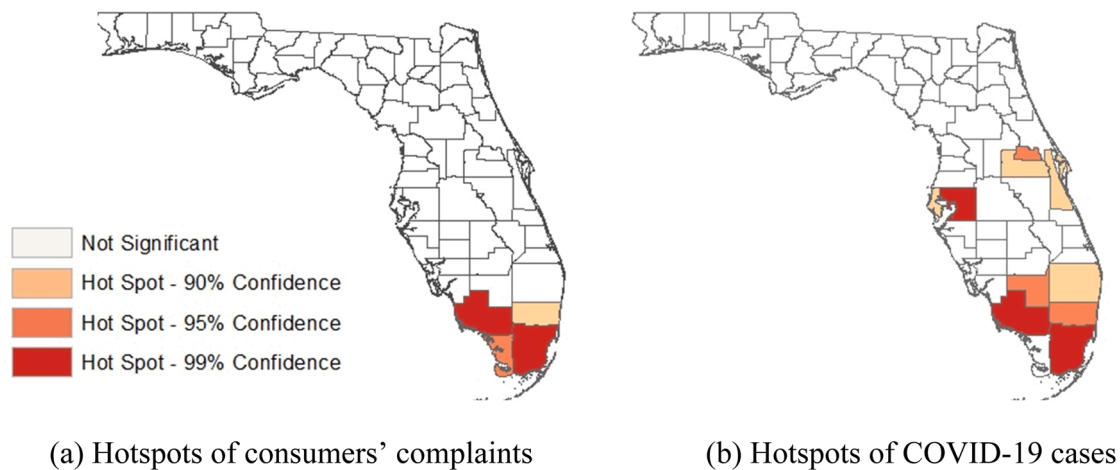 Not Significant
Hot Spot - 90% Confidence
Hot Spot - 95% Confidence
Hot Spot - 99% Confidence
(a) Hotspots of consumers’ complaints
(b) Hotspots of COVID-19 cases